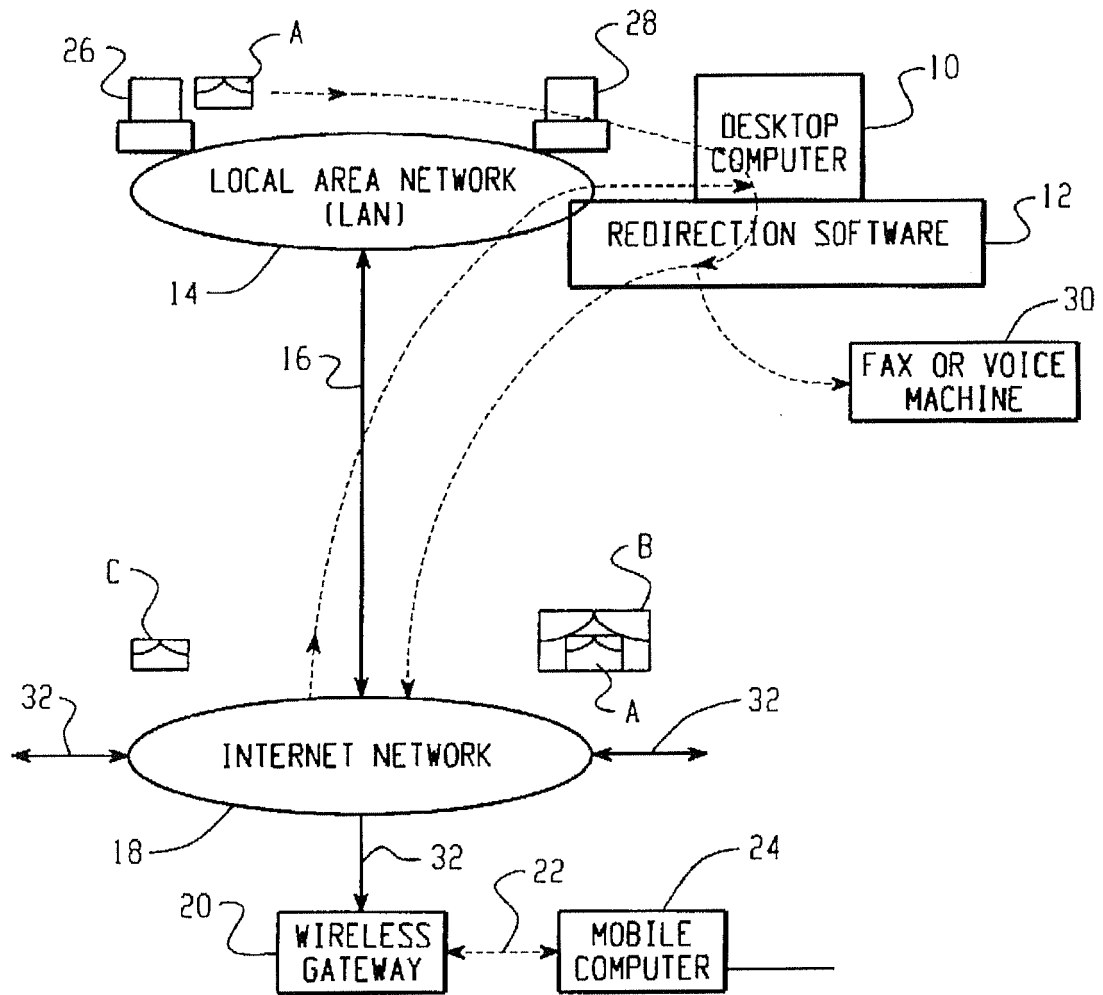 26
A
28
10
DESKTOP
COMPUTER
LOCAL AREA NETWORK
(LAN)
12
REDIRECTION SOFTWARE
14
30
16
FAX OR VOICE
MACHINE
C
B
A
32
32
INTERNET NETWORK
18
32
24
22
20
WIRELESS
GATEWAY
MOBILE
COMPUTER